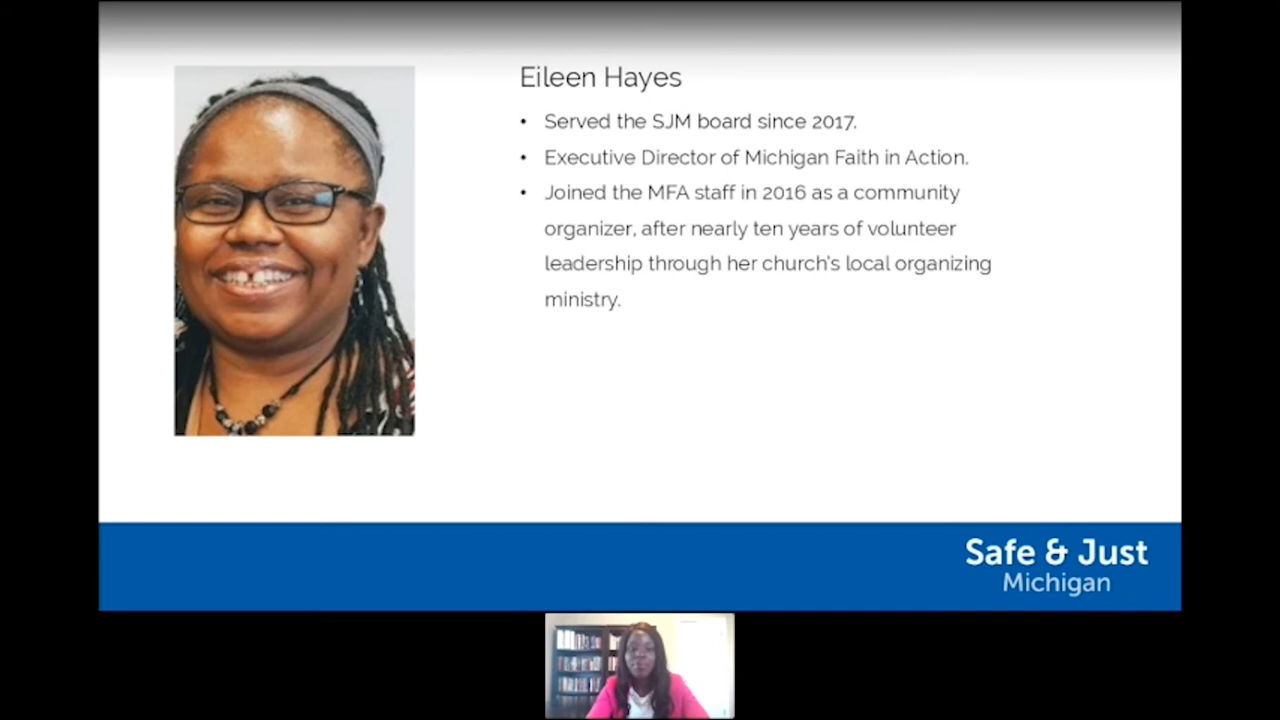 Eileen Hayes
• Served the SJM board since 2017.
• Executive Director of Michigan Faith in Action.
• Joined the MFA staff in 2016 as a community
organizer, after nearly ten years of volunteer
leadership through her church's local organizing
ministry.
Safe & Just
Michigan